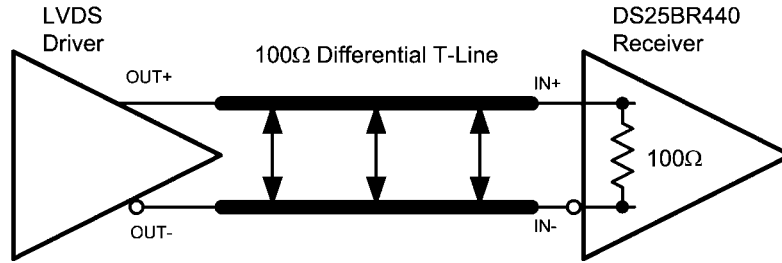 LVDS
Driver
DS25BR440
Receiver
100Ω Differential T-Line
OUT+
IN+
100Ω
OUT-
IN-